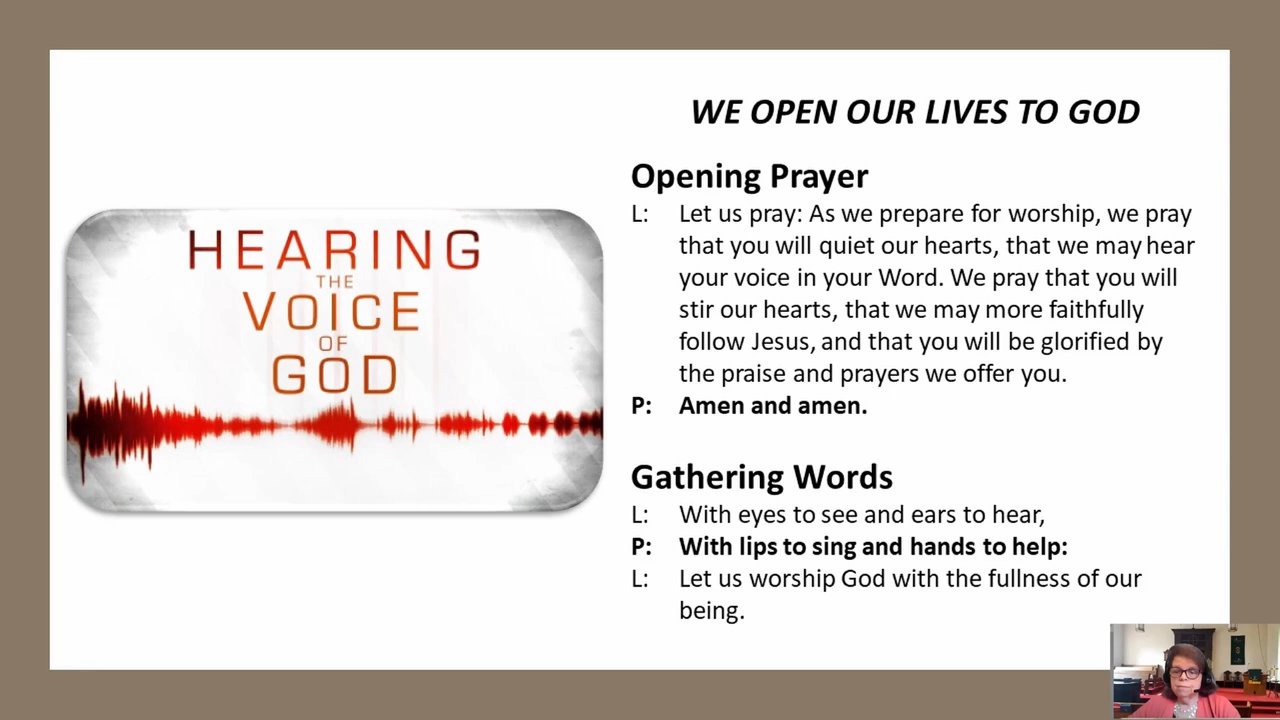 HEARING
THE
VOICE
OF
GOD
WE OPEN OUR LIVES TO GOD
Opening Prayer
L: Let us pray: As we prepare for worship, we pray
that you will quiet our hearts, that we may hear
your voice in your Word. We pray that you will
stir our hearts, that we may more faithfully
follow Jesus, and that you will be glorified by
the praise and prayers we offer you.
P: Amen and amen.
Gathering Words
L: With eyes to see and ears to hear,
P: With lips to sing and hands to help:
L: Let us worship God with the fullness of our
being.